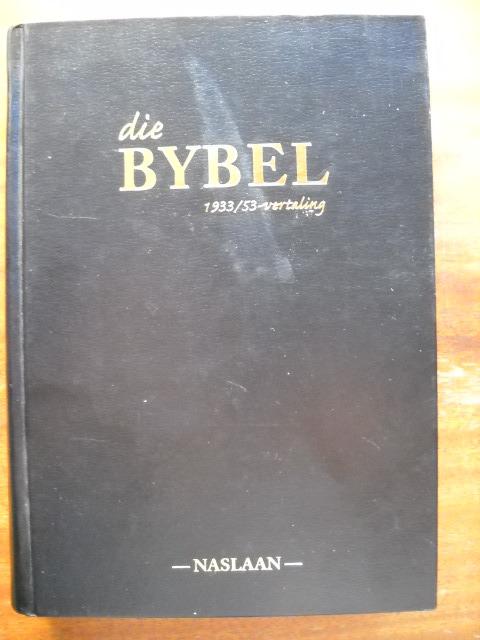 die
BYBEL
1933/53-vertaling
— NASLAAN —